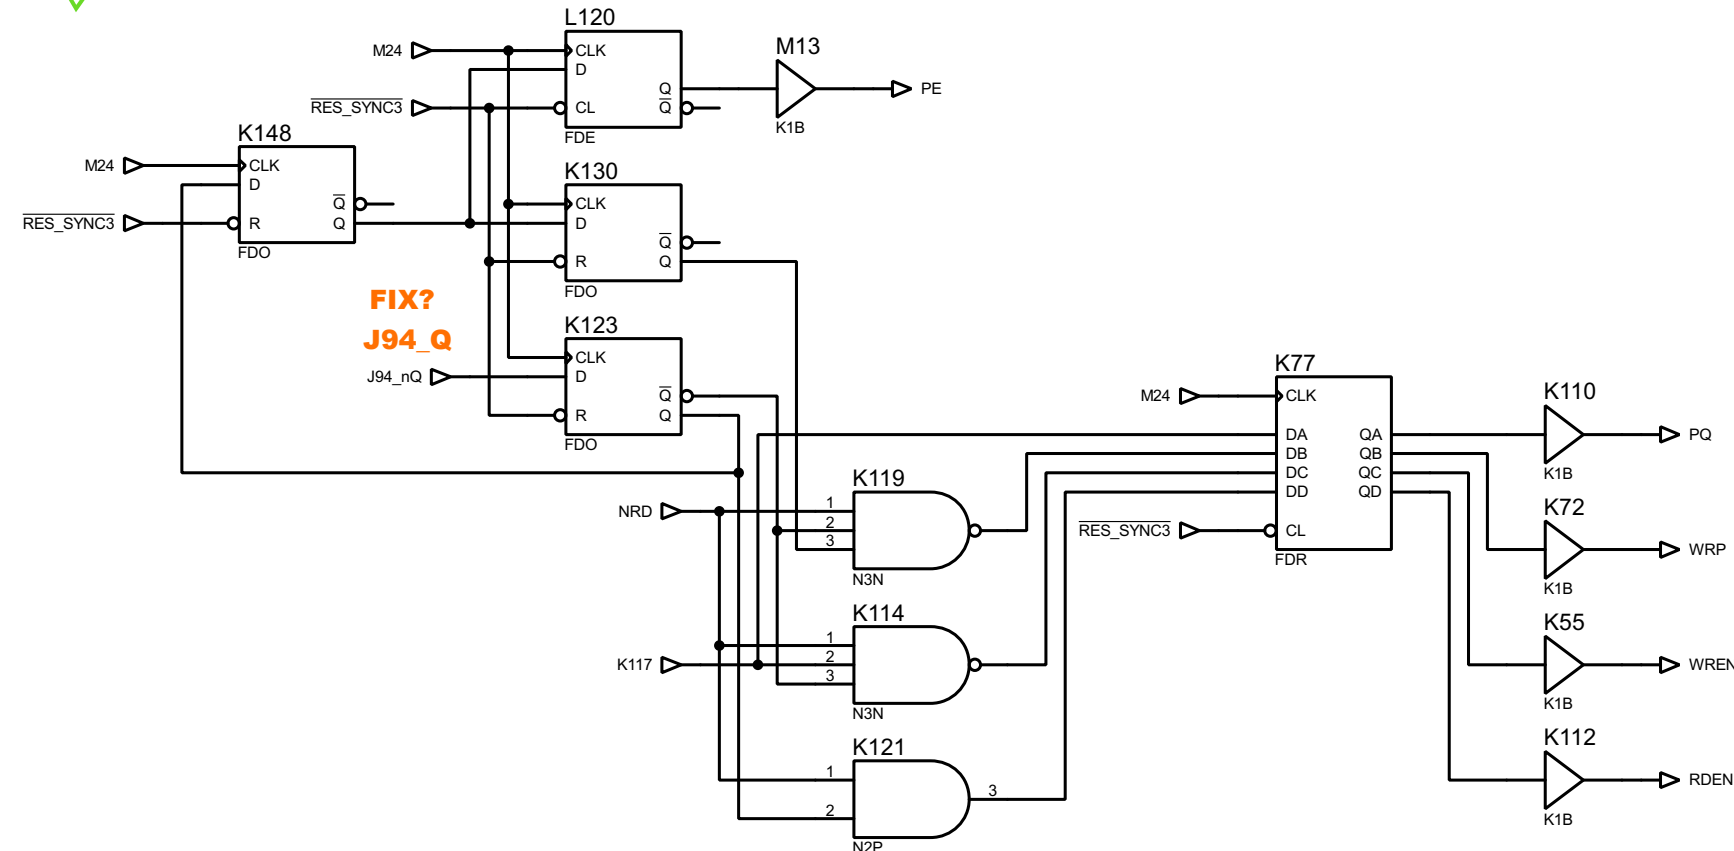 L120
M24
CLK
D
Q
CL
Q
FDE
RES_SYNC3
M13
K1B
PE
K148
M24
CLK
D
Q
RES_SYNC3
R
Q
FDO
K130
CLK
D
Q
R
Q
FDO
FIX?
J94_Q
K123
CLK
J94_nQ
D
Q
R
Q
FDO
K77
M24
CLK
DA
QA
DB
QB
DC
QC
DD
QD
RES_SYNC3
CL
FDR
K110
K1B
PQ
K72
K1B
WRP
K55
K1B
WREN
K112
K1B
RDEN
K119
NRD
1
2
3
N3N
K114
K117
1
2
3
N3N
K121
1
2
3
N2P